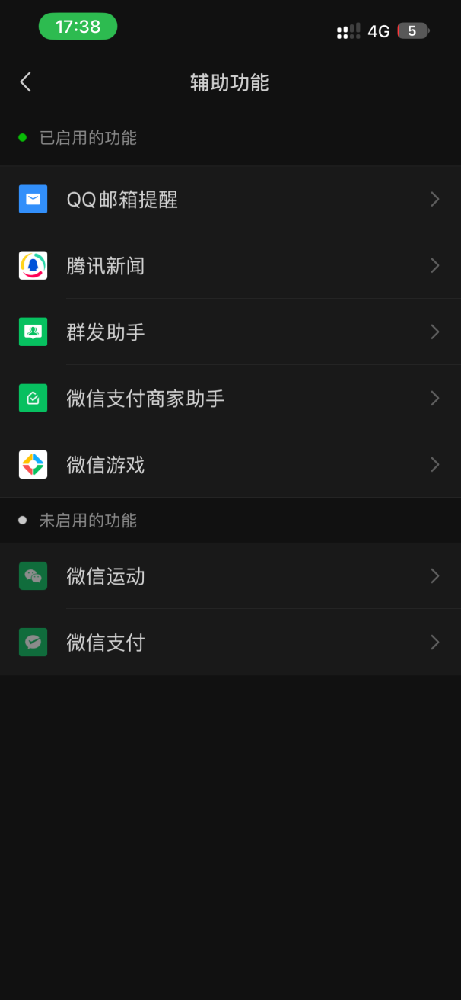 17:38
4G 5
辅助功能
已启用的功能
QQ邮箱提醒
腾讯新闻
群发助手
微信支付商家助手
微信游戏
未启用的功能
微信运动
微信支付